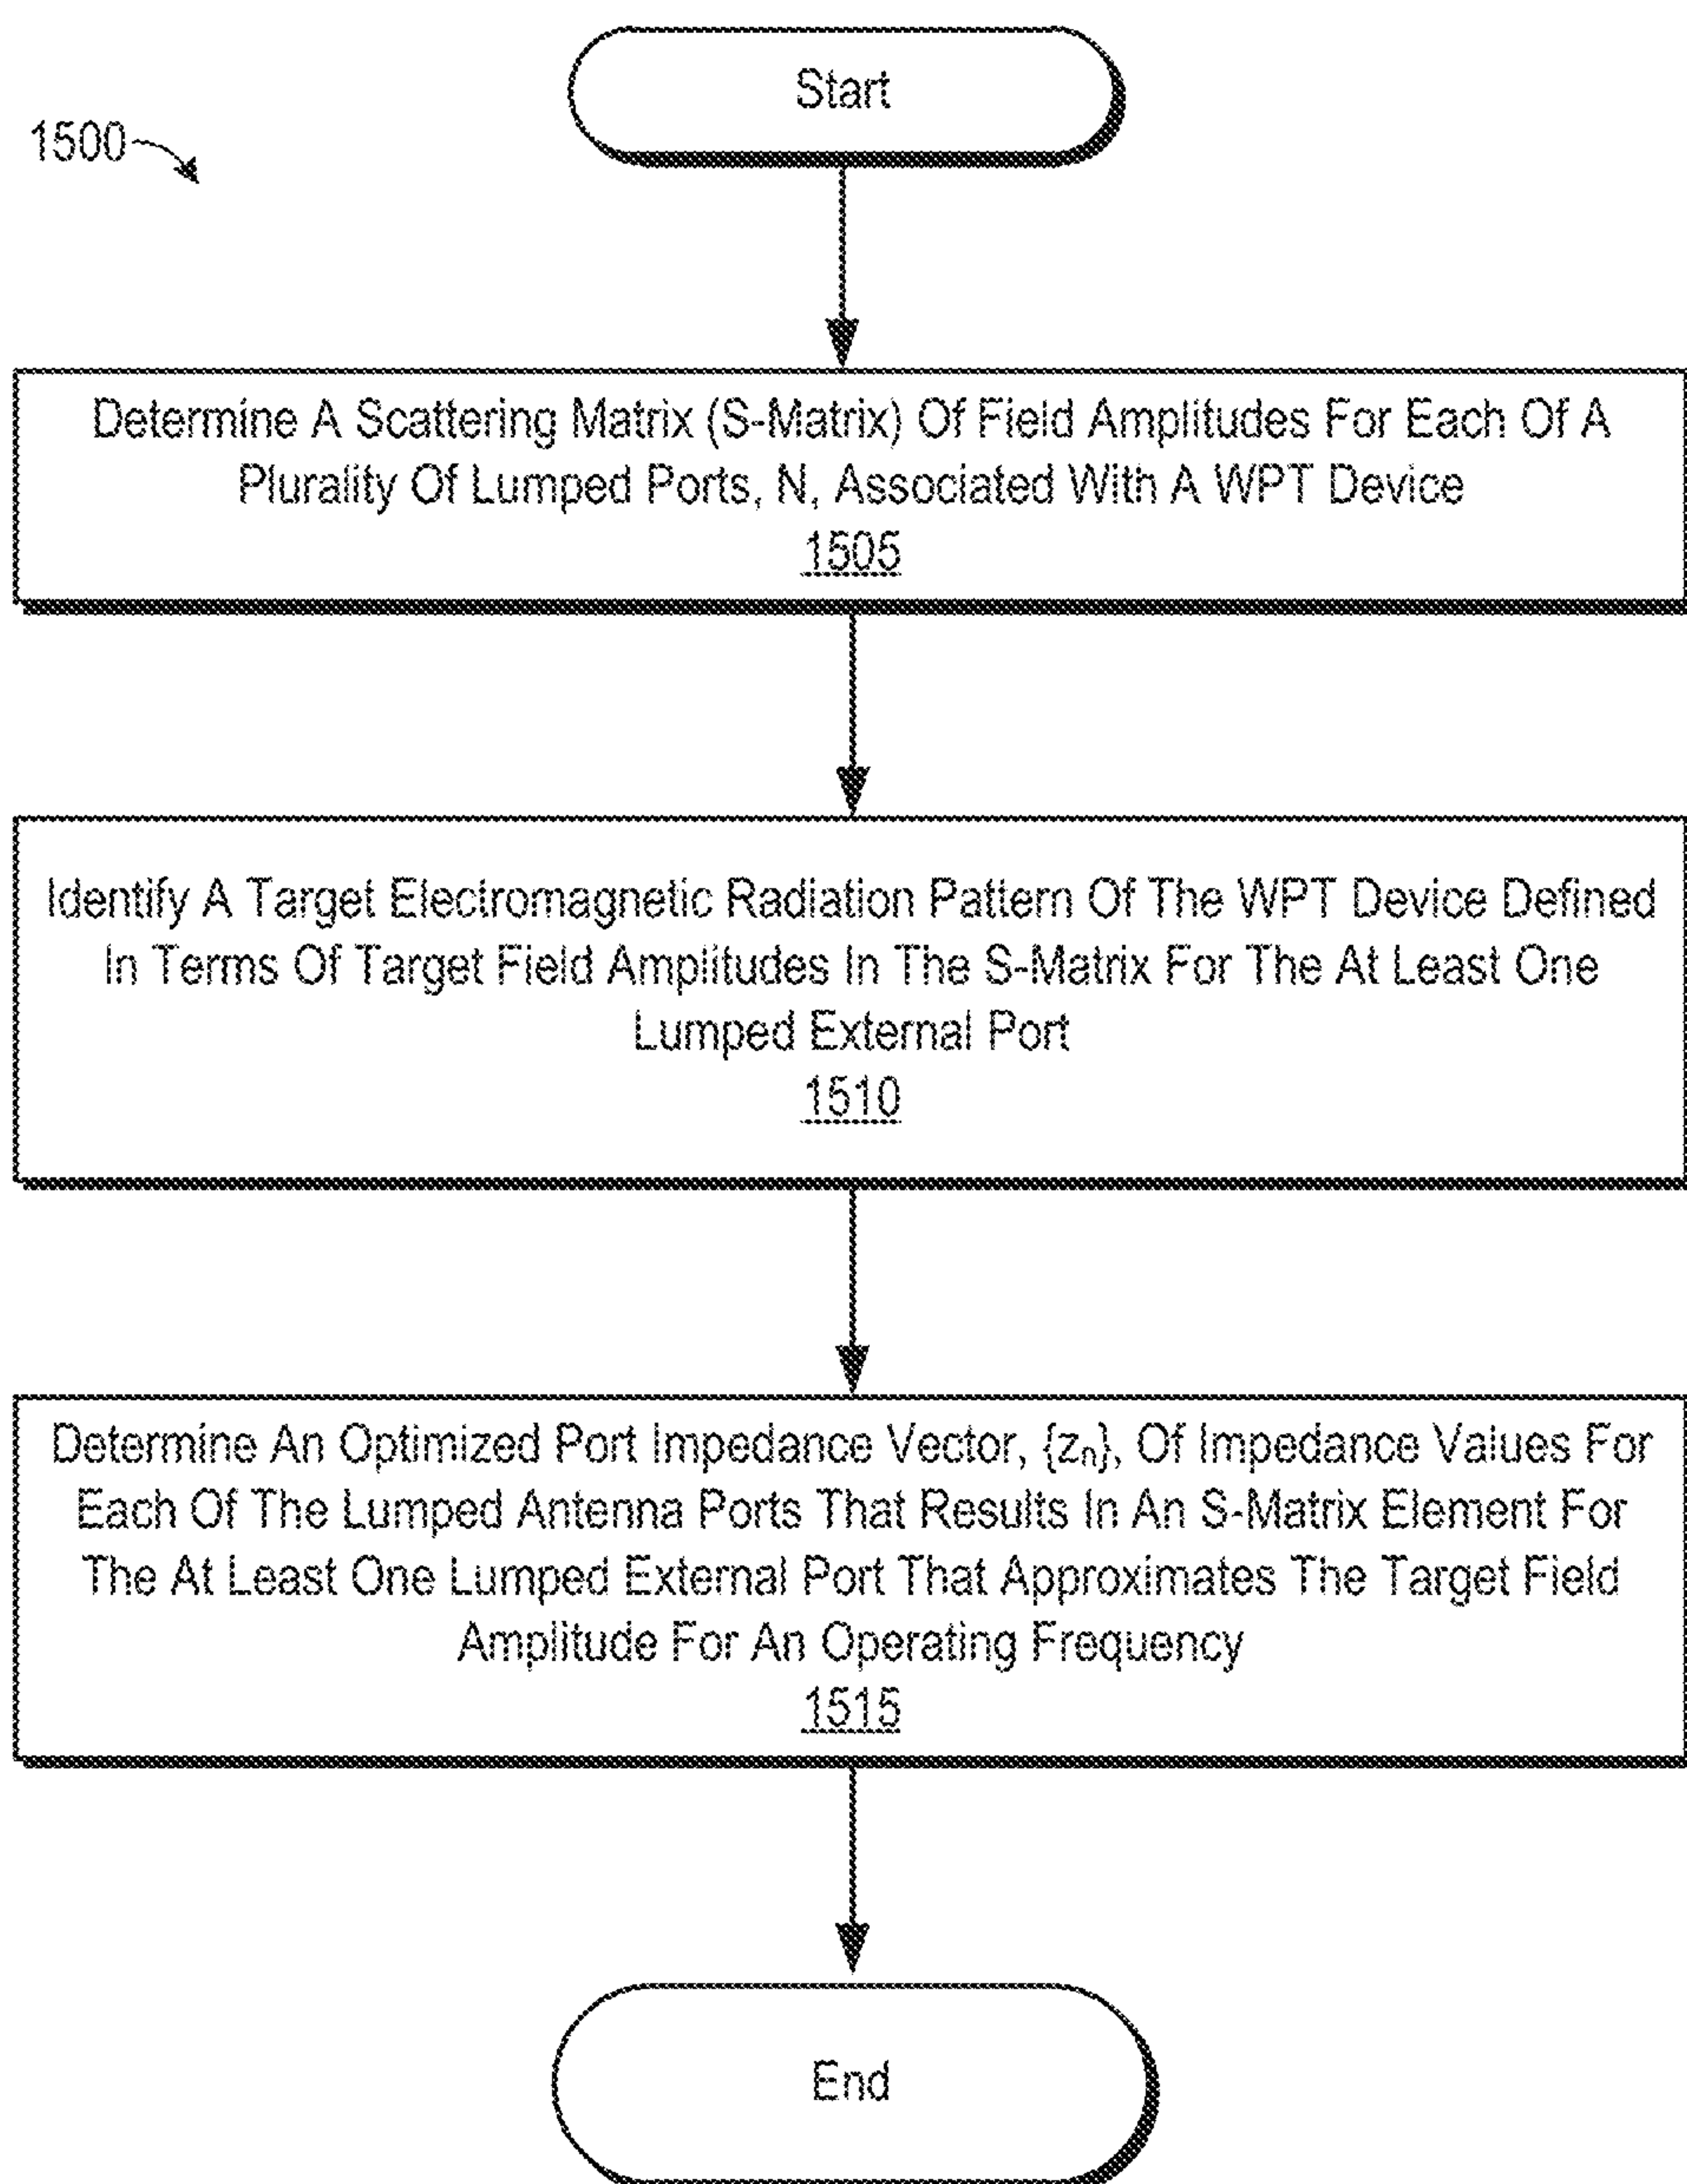 Start
1500
Determine A Scattering Matrix (S-Matrix) Of Field Amplitudes For Each Of A
Plurality Of Lumped Ports, N, Associated With A WPT Device
1505
Identify A Target Electromagnetic Radiation Pattern Of The WPT Device Defined
In Terms Of Target Field Amplitudes In The S-Matrix For The At Least One
Lumped External Port
1510
Determine An Optimized Port Impedance Vector, {zₙ}, Of Impedance Values For
Each Of The Lumped Antenna Ports That Results In An S-Matrix Element For
The At Least One Lumped External Port That Approximates The Target Field
Amplitude For An Operating Frequency
1515
End